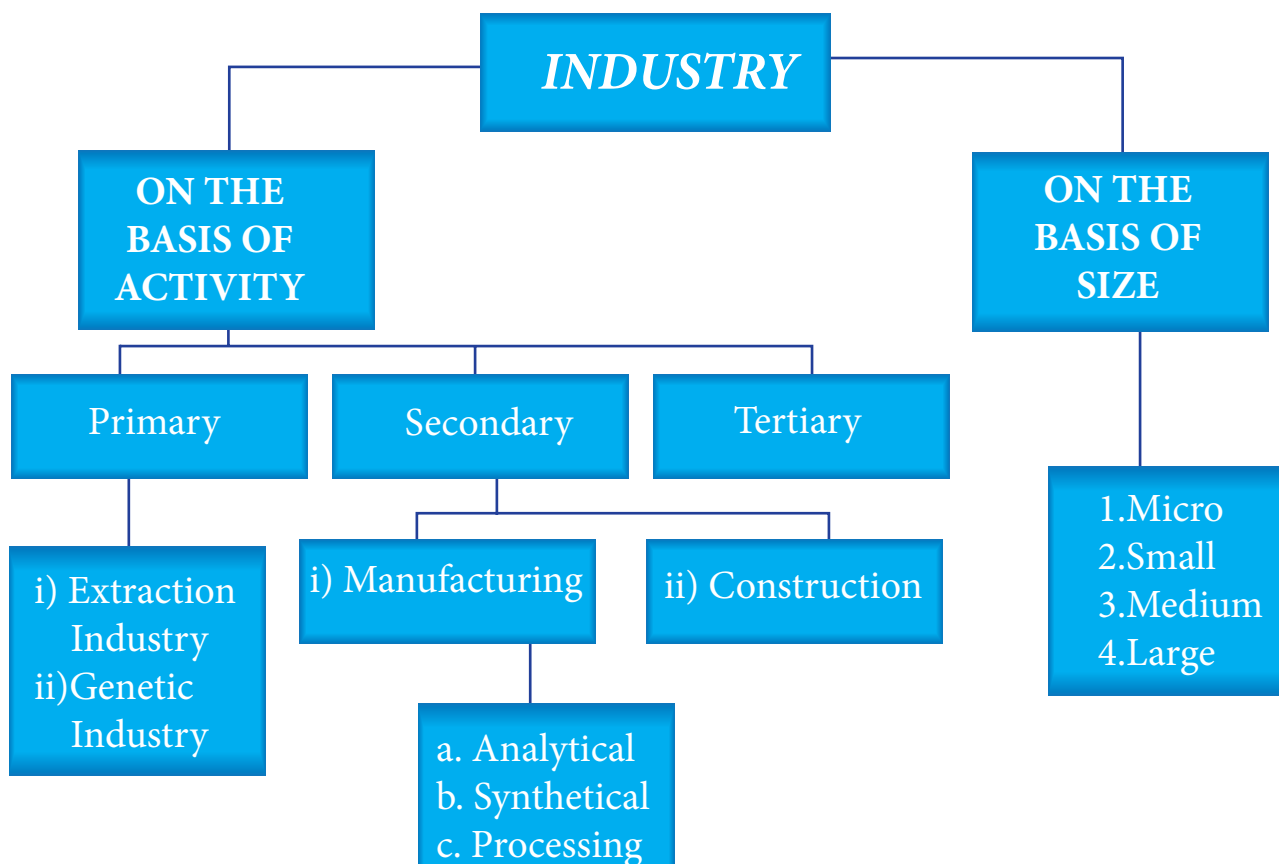 INDUSTRY
ON THE
BASIS OF
ACTIVITY
ON THE
BASIS OF
SIZE
Primary
Secondary
Tertiary
i) Extraction
Industry
ii)Genetic
Industry
i) Manufacturing
ii) Construction
1.Micro
2.Small
3.Medium
4.Large
a. Analytical
b. Synthetical
c. Processing